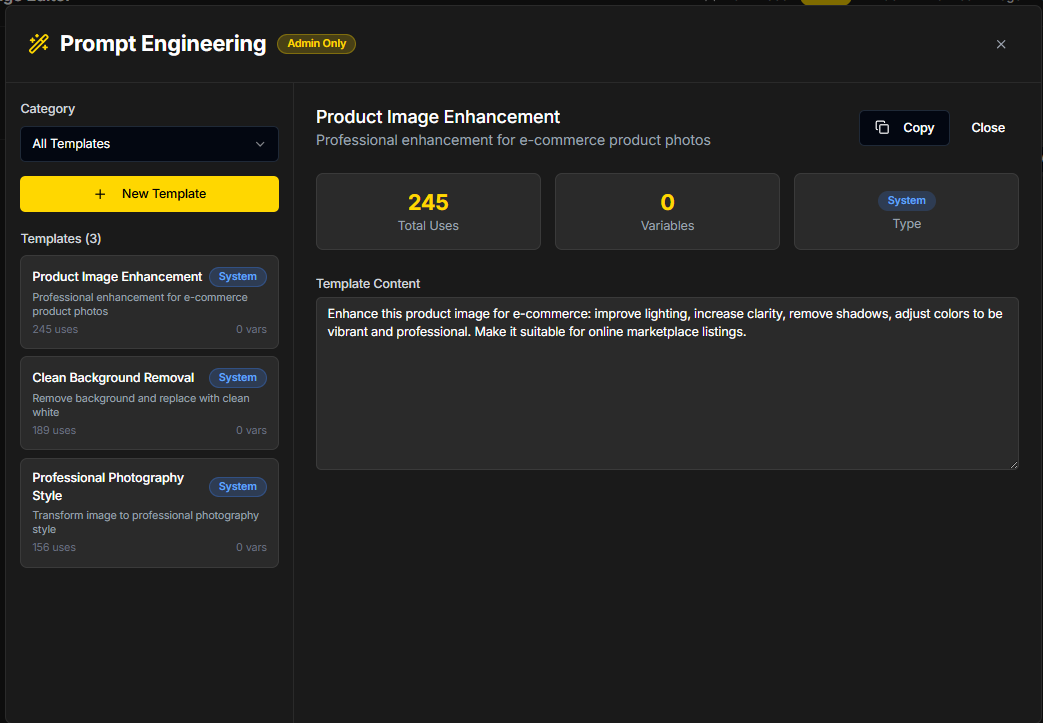 Prompt Engineering Admin Only
Category
All Templates
New Template
Templates (3)
Product Image Enhancement System
Professional enhancement for e-commerce
product photos
245 uses 0 vars
Clean Background Removal System
Remove background and replace with clean
white
189 uses 0 vars
Professional Photography
Style
System
Transform image to professional photography
style
156 uses 0 vars
Product Image Enhancement
Professional enhancement for e-commerce product photos
Copy Close
245
Total Uses
0
Variables
System
Type
Template Content
Enhance this product image for e-commerce: improve lighting, increase clarity, remove shadows, adjust colors to be
vibrant and professional. Make it suitable for online marketplace listings.